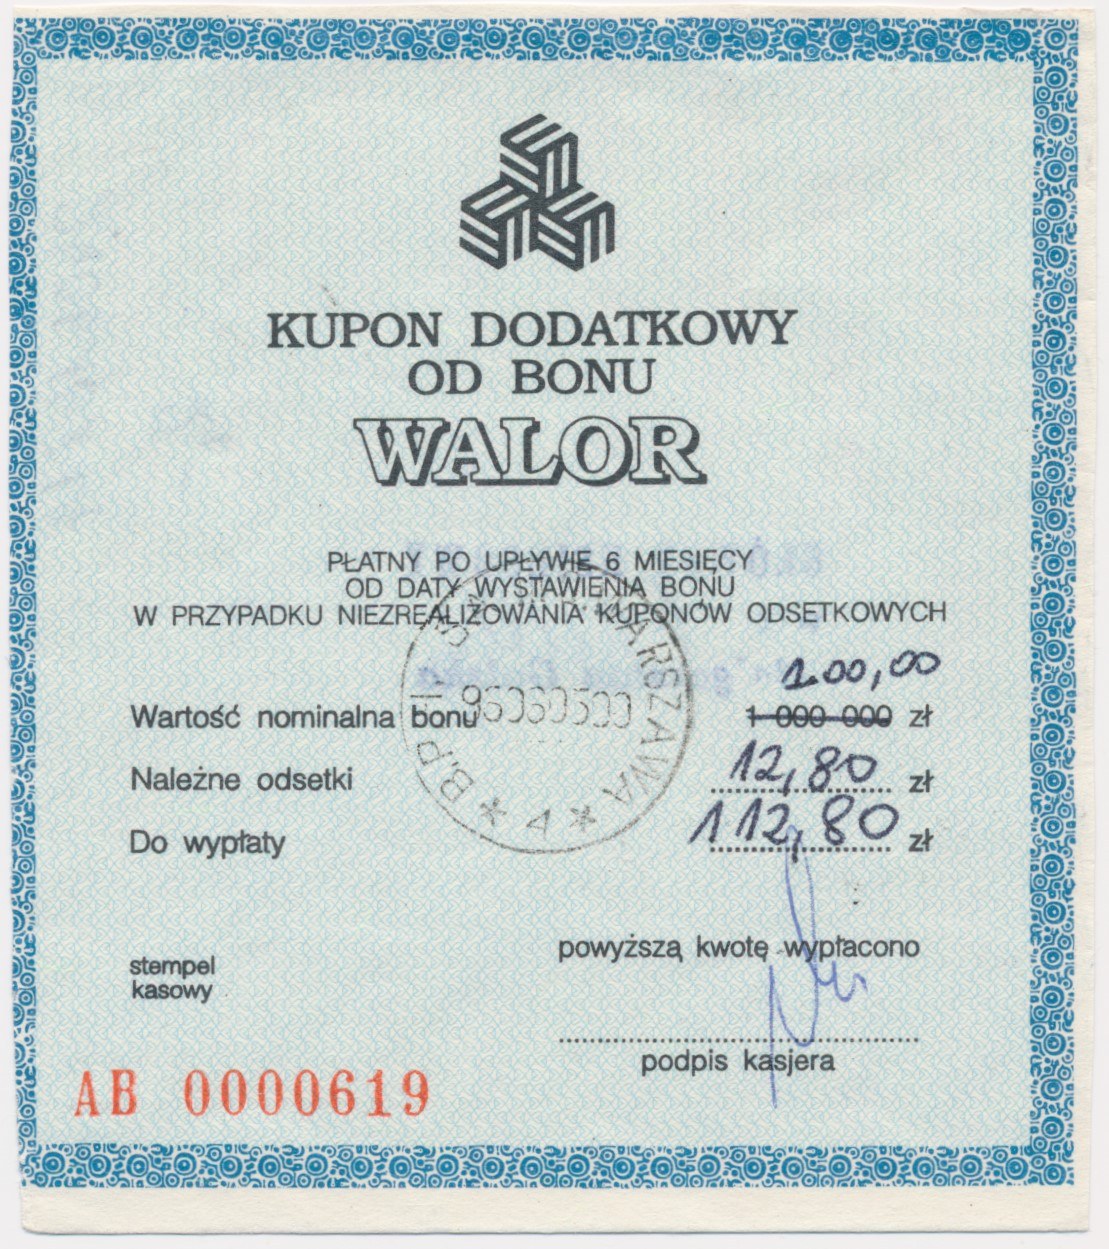 KUPON DODATKOWY
OD BONU
WALOR
PŁATNY PO UPŁYWIE 6 MIESIĘCY
OD DATY WYSTAWIENIA BONU
W PRZYPADKU NIEZREALIZOWANIA KUPONÓW ODSETKOWYCH
100,00
Wartość nominalna bonu 1 000 000 zł
Należne odsetki 12,80 zł
Do wypłaty 112,80 zł
WARSZAWA * 4 * B.P.
powyższą kwotę wypłacono
stempel
kasowy
podpis kasjera
AB 0000619